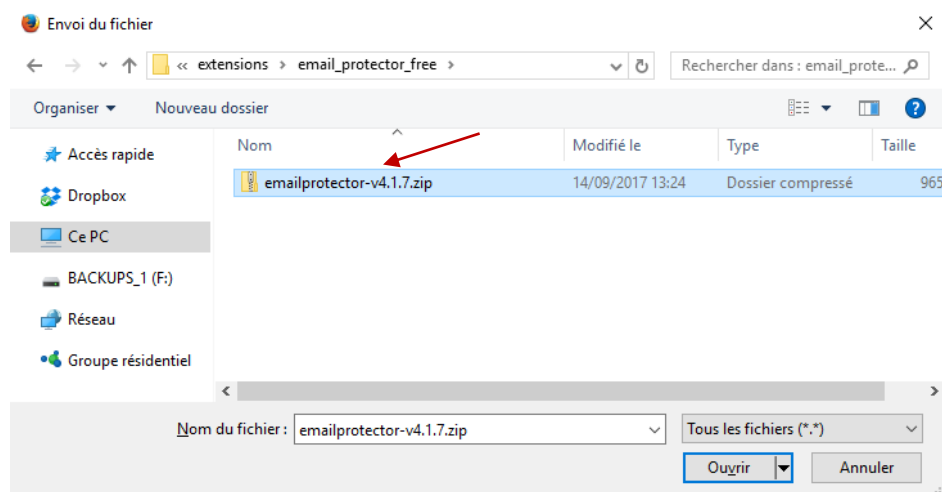 Envoi du fichier
« extensions › email_protector_free ›
Rechercher dans : email_prote...
Organiser
Nouveau dossier
Nom
Modifié le
Type
Taille
Accès rapide
emailprotector-v4.1.7.zip
14/09/2017 13:24
Dossier compressé
965
Dropbox
Ce PC
BACKUPS_1 (F:)
Réseau
Groupe résidentiel
Nom du fichier :
emailprotector-v4.1.7.zip
Tous les fichiers (*.*)
Ouvrir
Annuler